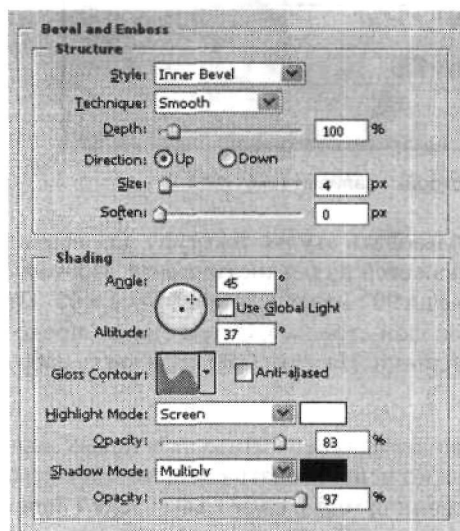 Bevel and Emboss
Structure
Style: Inner Bevel
Technique: Smooth
Depth: 100 %
Direction: Up Down
Size: 4 px
Soften: 0 px
Shading
Angle: 45 °
Use Global Light
Altitude: 37 °
Gloss Contour: Anti-aliased
Highlight Mode: Screen
Opacity: 83 %
Shadow Mode: Multiply
Opacity: 97 %